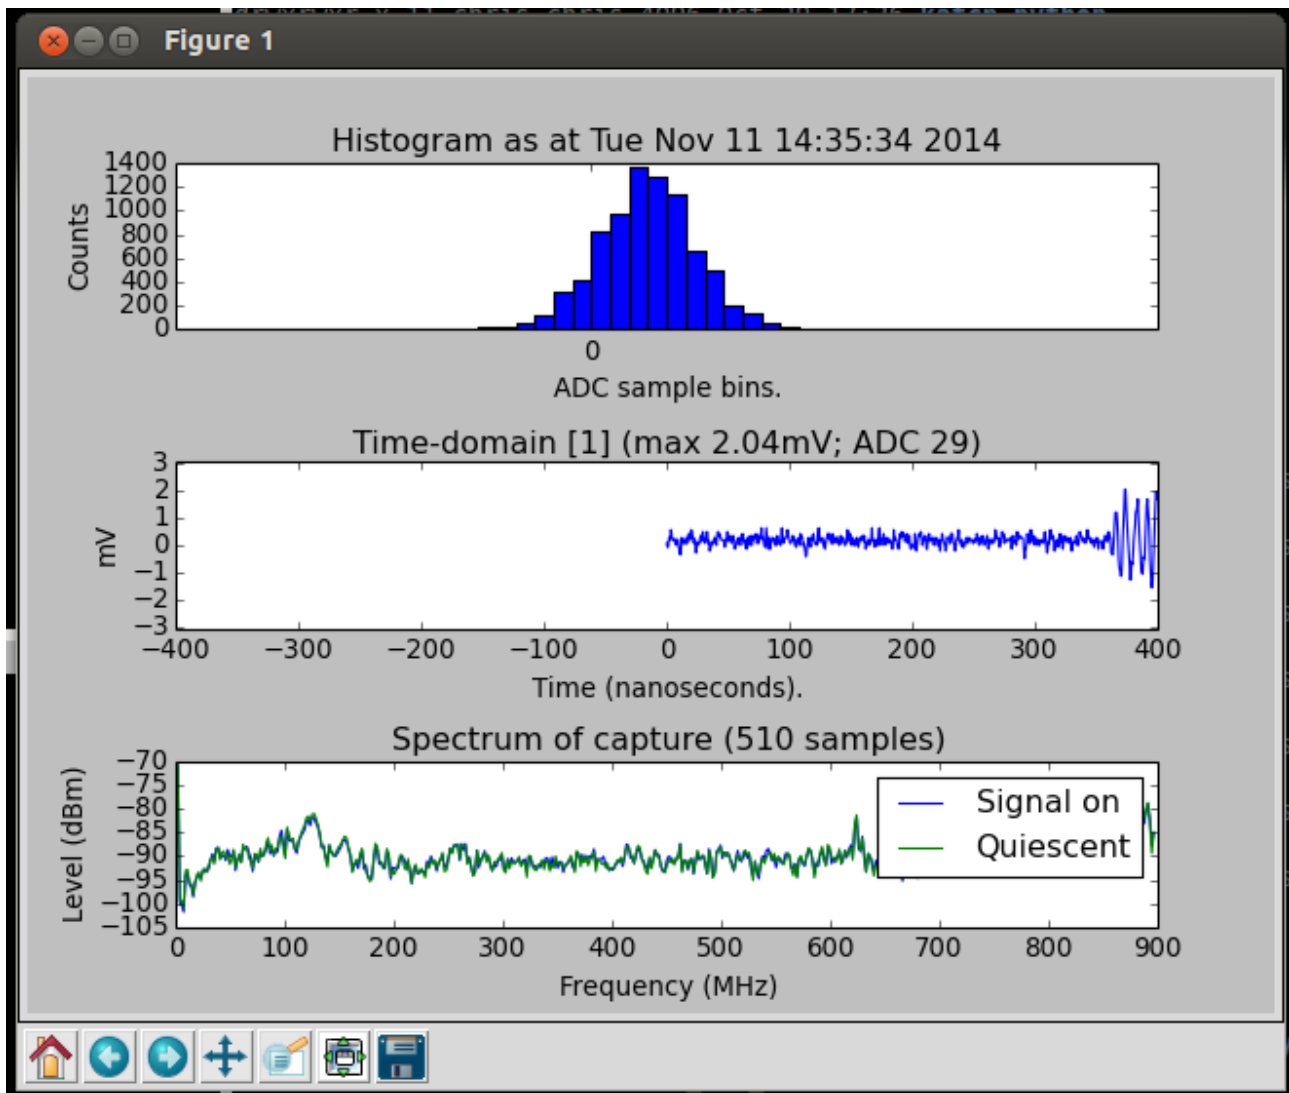 Figure 1
Histogram as at Tue Nov 11 14:35:34 2014
1400
1200
1000
800
600
400
200
0
Counts
0
ADC sample bins.
Time-domain [1] (max 2.04mV; ADC 29)
3
2
1
0
−1
−2
−3
mV
−400 −300 −200 −100 0 100 200 300 400
Time (nanoseconds).
Spectrum of capture (510 samples)
−70
−75
−80
−85
−90
−95
−100
−105
Level (dBm)
Signal on
Quiescent
0 100 200 300 400 500 600 700 800 900
Frequency (MHz)